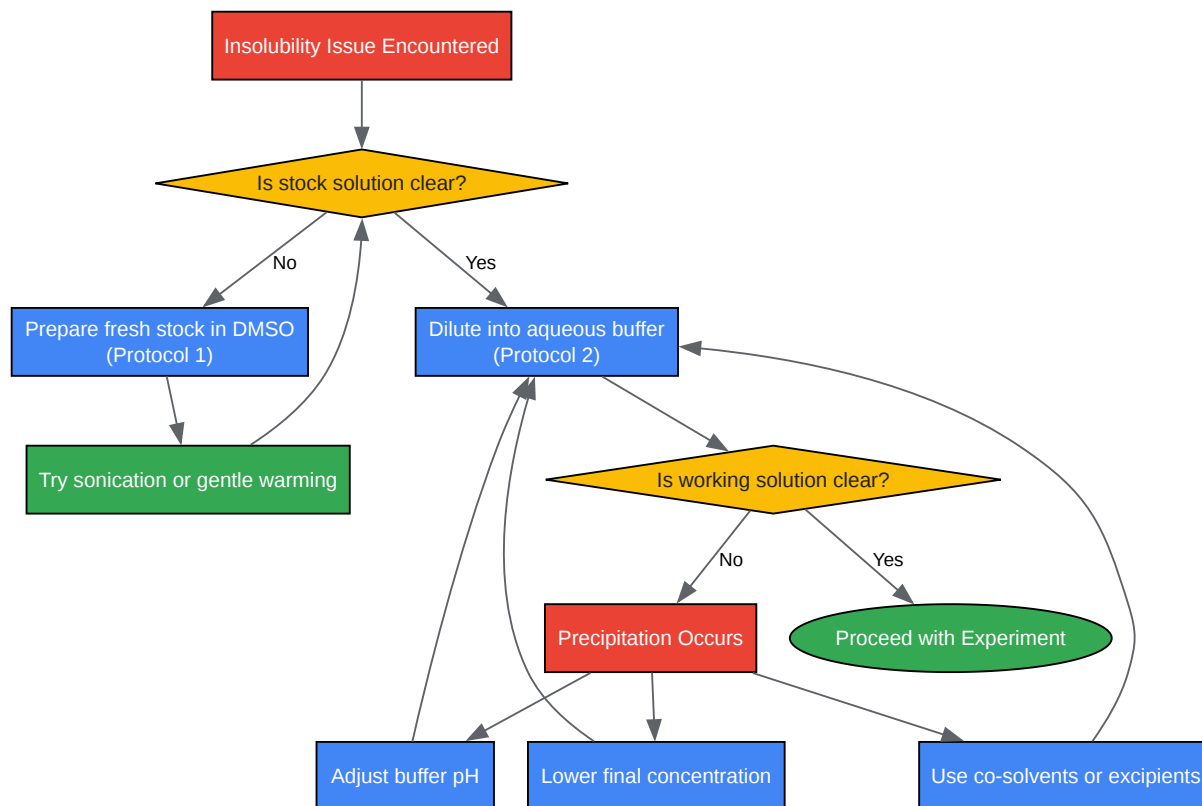 Insolubility Issue Encountered
Is stock solution clear?
No
Yes
Prepare fresh stock in DMSO
(Protocol 1)
Dilute into aqueous buffer
(Protocol 2)
Try sonication or gentle warming
Is working solution clear?
No
Yes
Precipitation Occurs
Proceed with Experiment
Adjust buffer pH
Lower final concentration
Use co-solvents or excipients